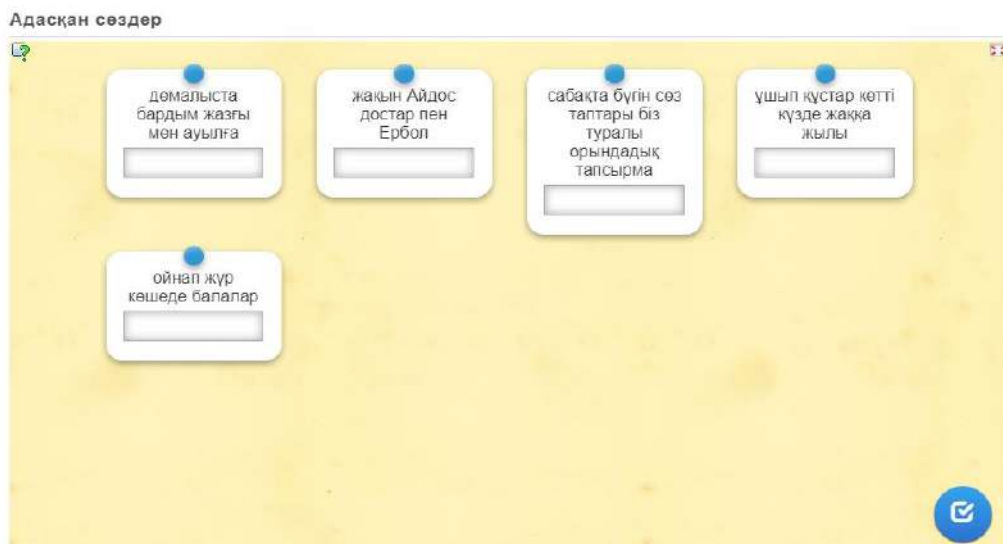 Адасқан сөздер
демалыста
бардым жазғы
мен ауылға
жақын Айдос
достар пен
Ербол
сабақта бүгін сөз
таптары біз
туралы
орындадық
тапсырма
ұшып құстар кетті
күзде жаққа
жылы
ойнап жүр
көшеде балалар